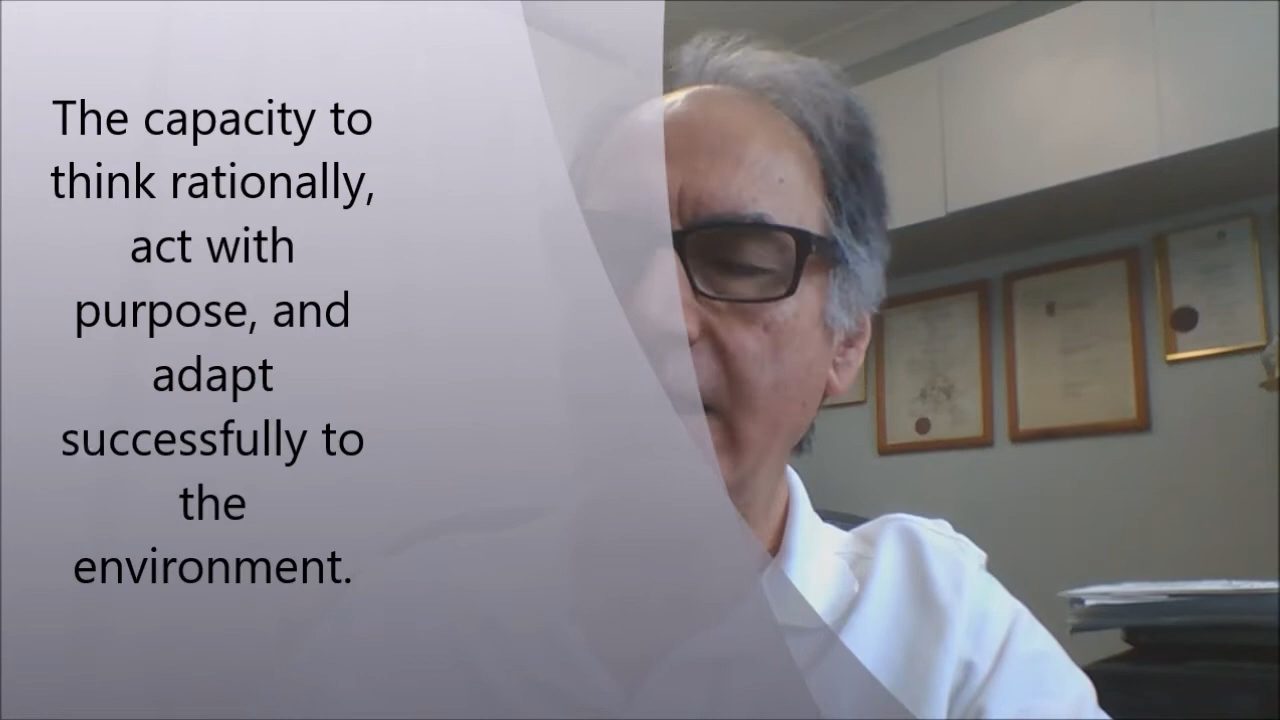 The capacity to
think rationally,
act with
purpose, and
adapt
successfully to
the
environment.